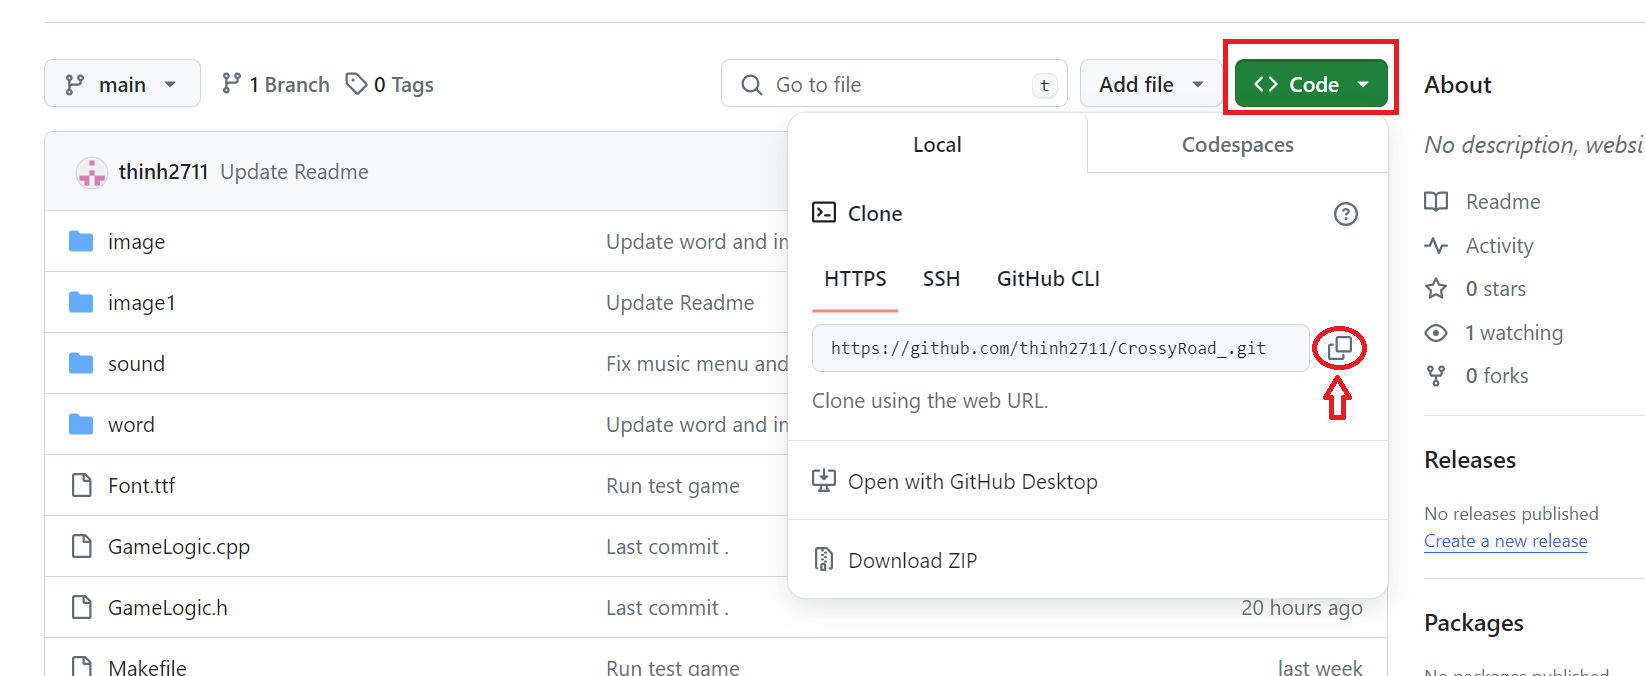 main
1 Branch
0 Tags
Go to file
t
Add file
Code
About
Local
Codespaces
No description, websi
thinh2711 Update Readme
Clone
Readme
image
Update word and in
HTTPS
SSH
GitHub CLI
Activity
image1
Update Readme
0 stars
https://github.com/thinh2711/CrossyRoad_.git
1 watching
sound
Fix music menu and
Clone using the web URL.
0 forks
word
Update word and in
Releases
Font.ttf
Run test game
Open with GitHub Desktop
No releases published
Create a new release
GameLogic.cpp
Last commit .
Download ZIP
GameLogic.h
Last commit .
20 hours ago
Packages
Makefile
Run test game
last week
No packages published